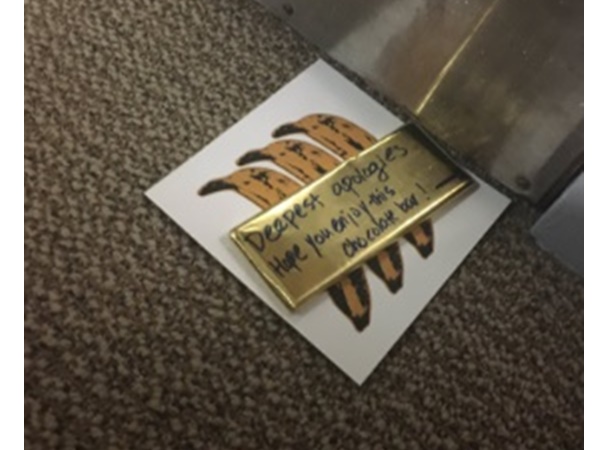 Deepest apologies
Hope you enjoy this
chocolate bar!